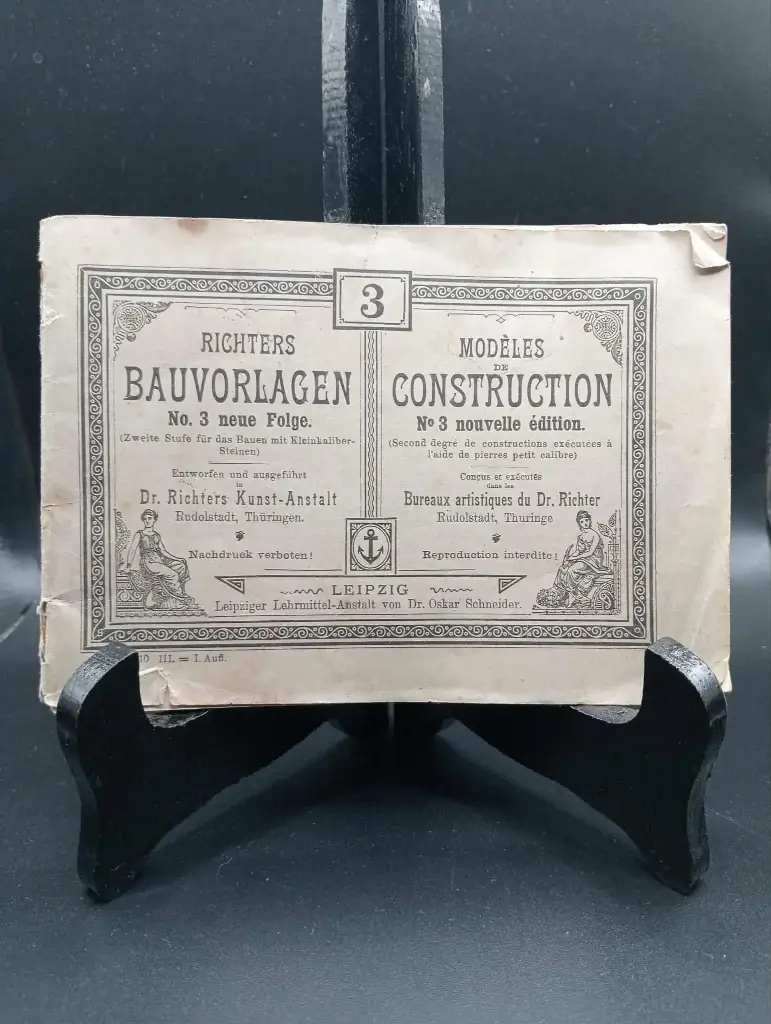 3
RICHTERS
BAUVORLAGEN
No. 3 neue Folge.
(Zweite Stufe für das Bauen mit Kleinkaliber-
Steinen)
Entworfen und ausgeführt
in
Dr. Richters Kunst-Anstalt
Rudolstadt, Thüringen.
Nachdruck verboten!
MODÈLES
DE
CONSTRUCTION
No 3 nouvelle édition.
(Second degré de constructions exécutées à
l'aide de pierres petit calibre)
Conçus et exécutés
dans les
Bureaux artistiques du Dr. Richter
Rudolstadt, Thuringe
Reproduction interdite!
LEIPZIG
Leipziger Lehrmittel-Anstalt von Dr. Oskar Schneider.
10 III. = I. Aufl.